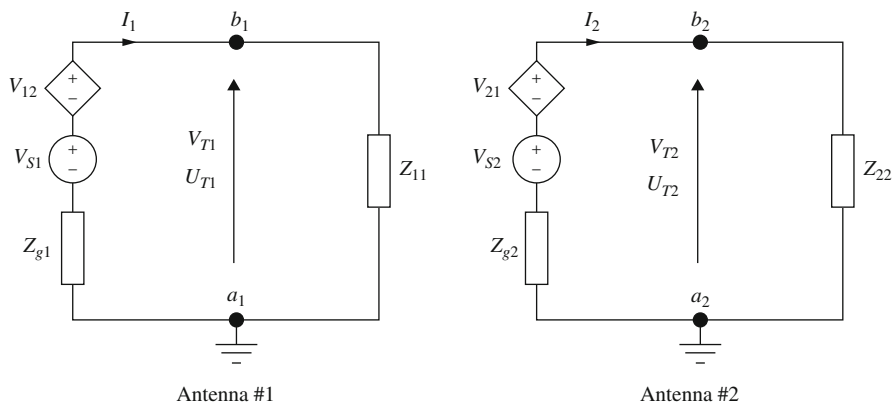 I1
b1
I2
b2
+
−
V12
+
−
V21
+
−
VS1
VT1
UT1
Z11
+
−
VS2
VT2
UT2
Z22
Zg1
Zg2
a1
a2
Antenna #1
Antenna #2